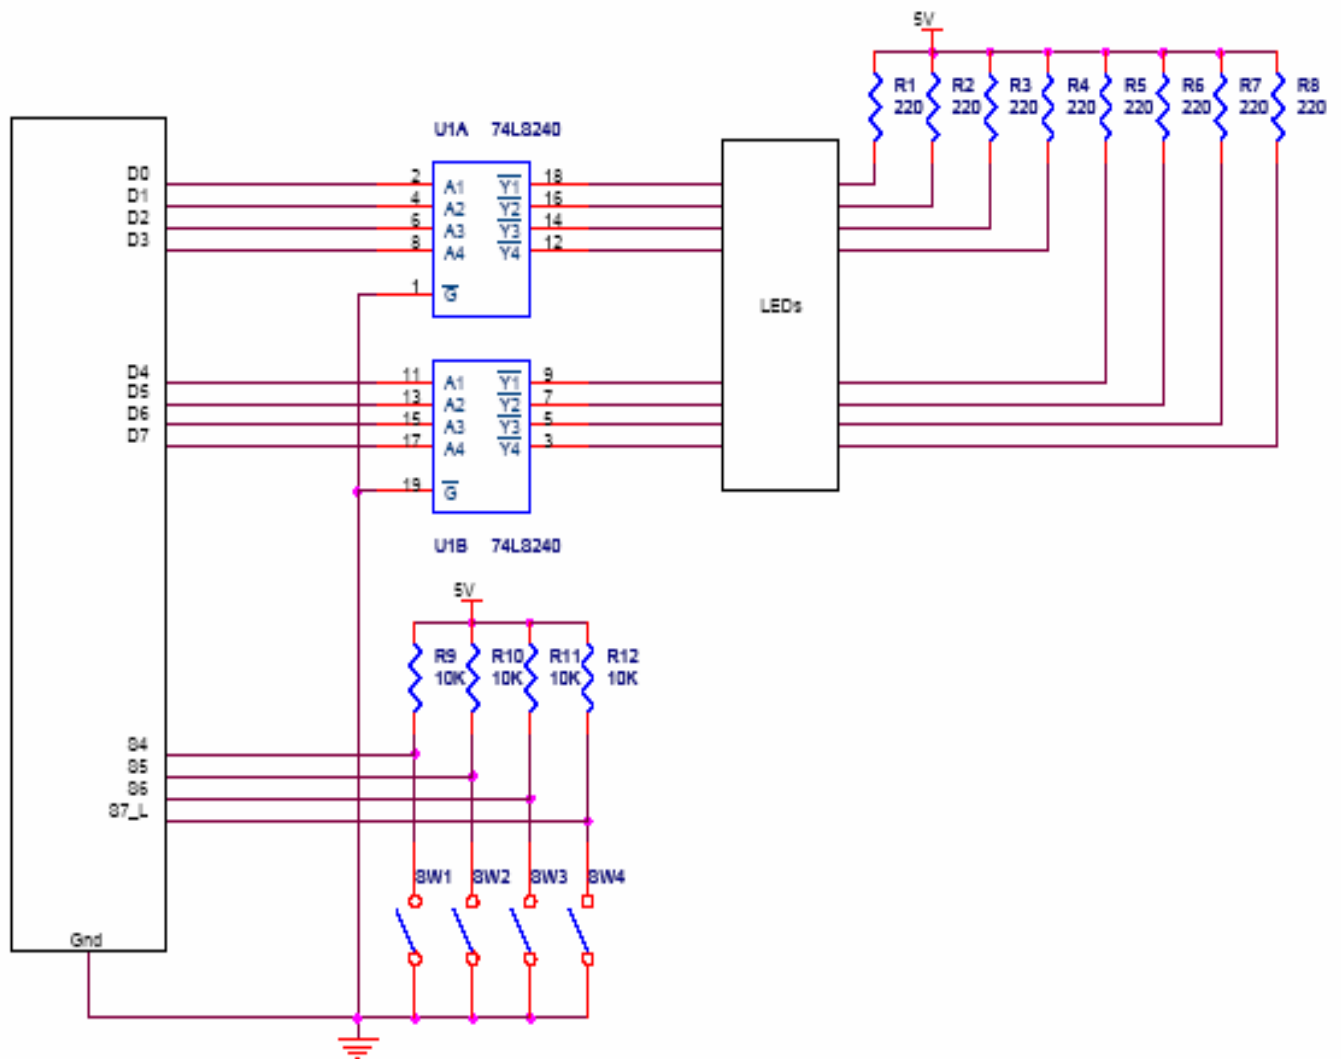 5V
R1 R2 R3 R4 R5 R6 R7 R8
220 220 220 220 220 220 220 220
U1A 74LS240
D0 2 A1 Y1 18
D1 4 A2 Y2 16
D2 6 A3 Y3 14
D3 8 A4 Y4 12
1 G
LEDs
D4 11 A1 Y1 9
D5 13 A2 Y2 7
D6 15 A3 Y3 5
D7 17 A4 Y4 3
19 G
U1B 74LS240
5V
R9 R10 R11 R12
10K 10K 10K 10K
S4
S5
S6
S7_L
SW1 SW2 SW3 SW4
Gnd